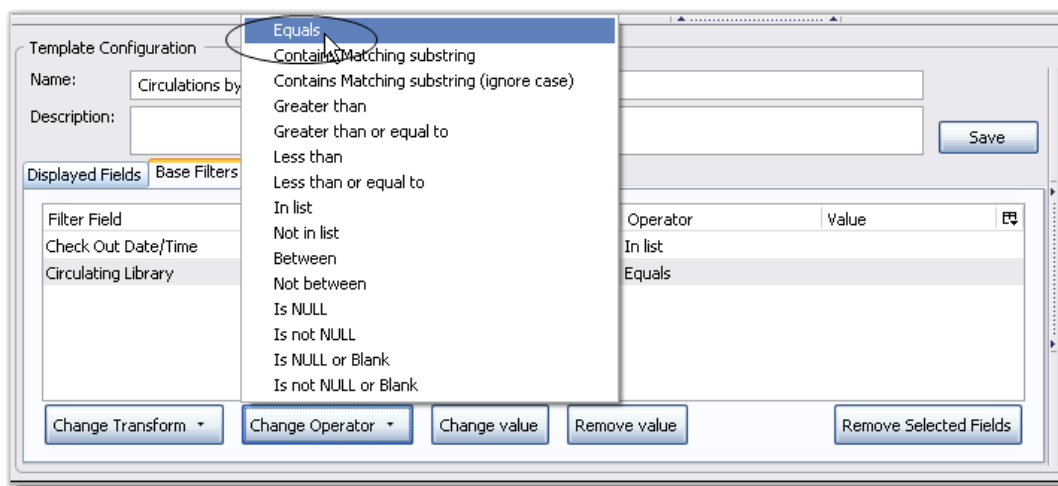 Template Configuration
Name:
Circulations by
Description:
Save
Displayed Fields
Base Filters
Filter Field
Operator
Value
Check Out Date/Time
In list
Circulating Library
Equals
Equals
Contains Matching substring
Contains Matching substring (ignore case)
Greater than
Greater than or equal to
Less than
Less than or equal to
In list
Not in list
Between
Not between
Is NULL
Is not NULL
Is NULL or Blank
Is not NULL or Blank
Change Transform
Change Operator
Change value
Remove value
Remove Selected Fields